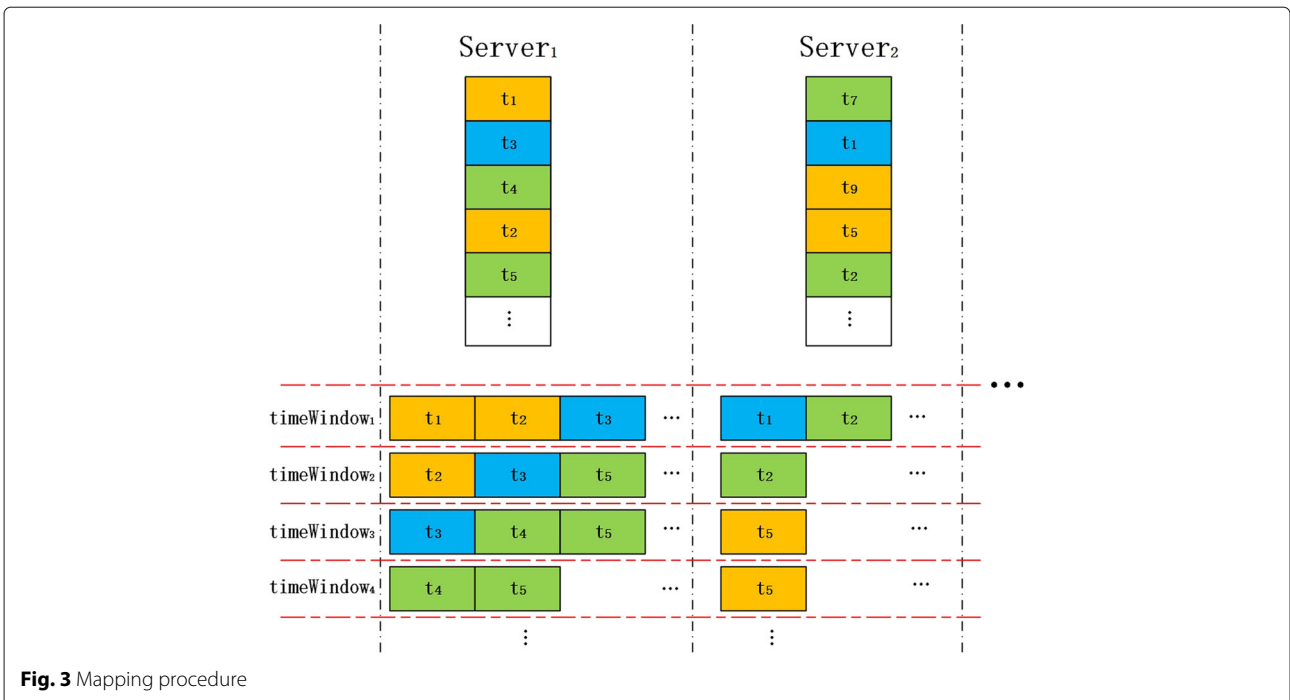 Server₁ Server₂
t₁ t₇
t₃ t₁
t₄ t₉
t₂ t₅
t₅ t₂
⋮ ⋮
•••
timeWindow₁ t₁ t₂ t₃ ··· t₁ t₂ ···
timeWindow₂ t₂ t₃ t₅ ··· t₂ ···
timeWindow₃ t₃ t₄ t₅ ··· t₅ ···
timeWindow₄ t₄ t₅ ··· t₅ ···
⋮ ⋮
Fig. 3 Mapping procedure